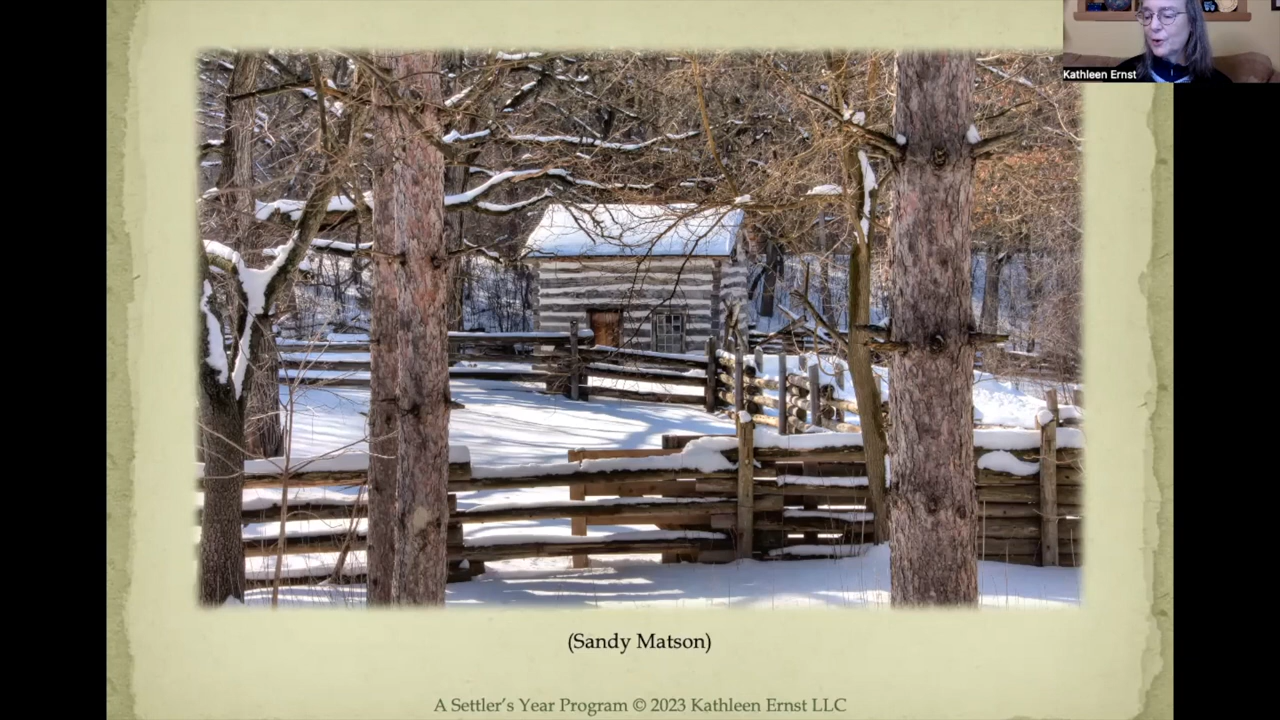 Kathleen Ernst
(Sandy Matson)
A Settler's Year Program © 2023 Kathleen Ernst LLC